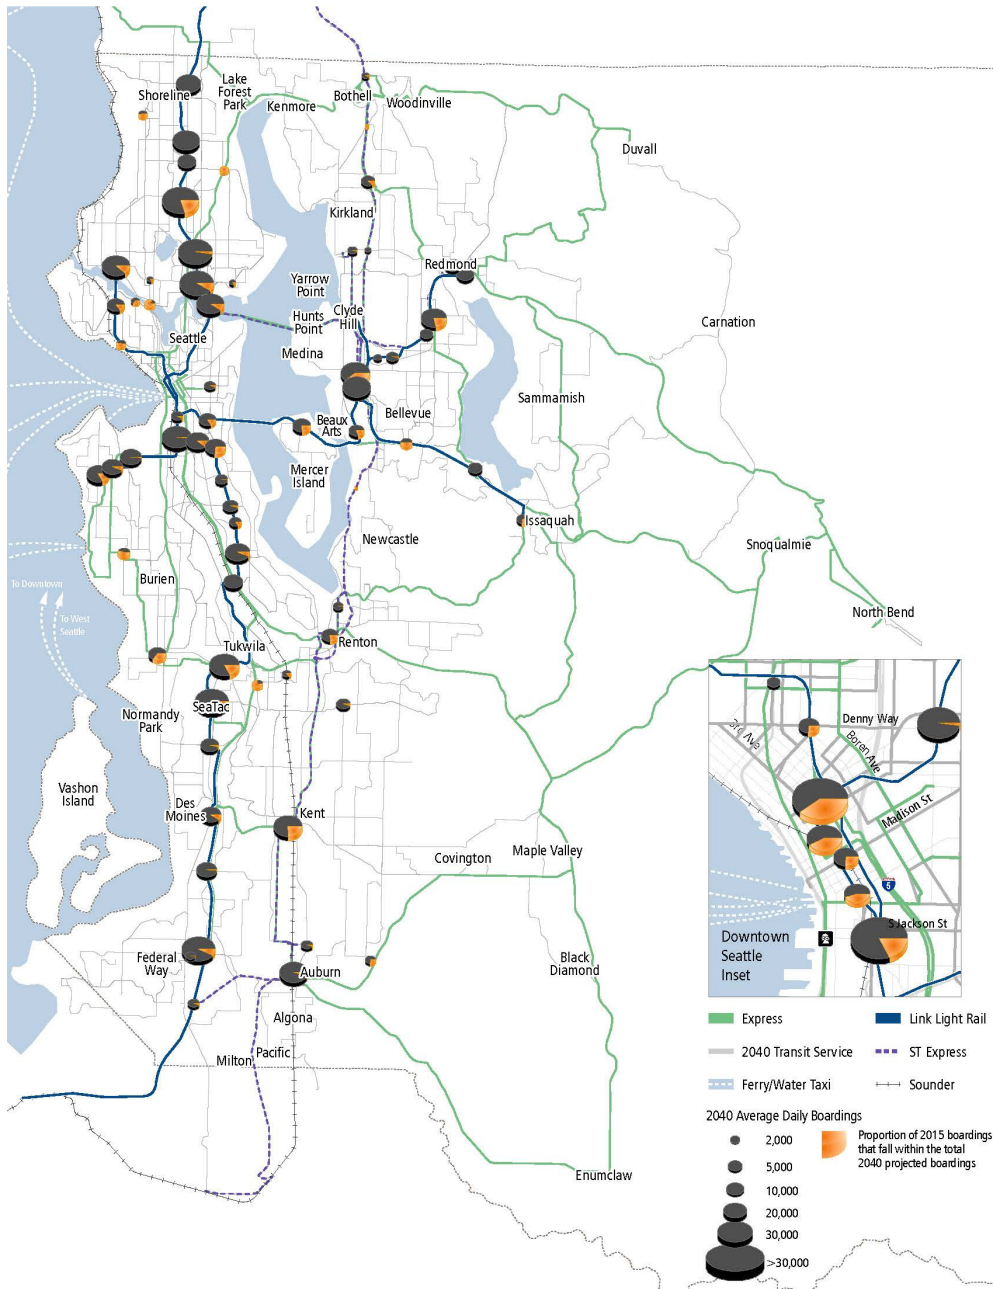 Shoreline
Lake
Forest
Park
Kenmore
Bothell
Woodinville
Duvall
Kirkland
Redmond
Yarrow
Point
Hunts
Point
Clyde
Hill
Medina
Carnation
Seattle
Sammamish
Bellevue
Beaux
Arts
Mercer
Island
Newcastle
Issaquah
Snoqualmie
North Bend
Burien
To Downtown
To West
Seattle
Renton
Tukwila
SeaTac
Normandy
Park
Vashon
Island
Des
Moines
Kent
Covington
Maple Valley
Black
Diamond
Federal
Way
Auburn
Algona
Pacific
Milton
Enumclaw
Denny Way
3rd Ave
Boren Ave
Madison St
5
S Jackson St
Downtown
Seattle
Inset
Express
Link Light Rail
2040 Transit Service
ST Express
Ferry/Water Taxi
Sounder
2040 Average Daily Boardings
2,000
5,000
10,000
20,000
30,000
>30,000
Proportion of 2015 boardings
that fall within the total
2040 projected boardings